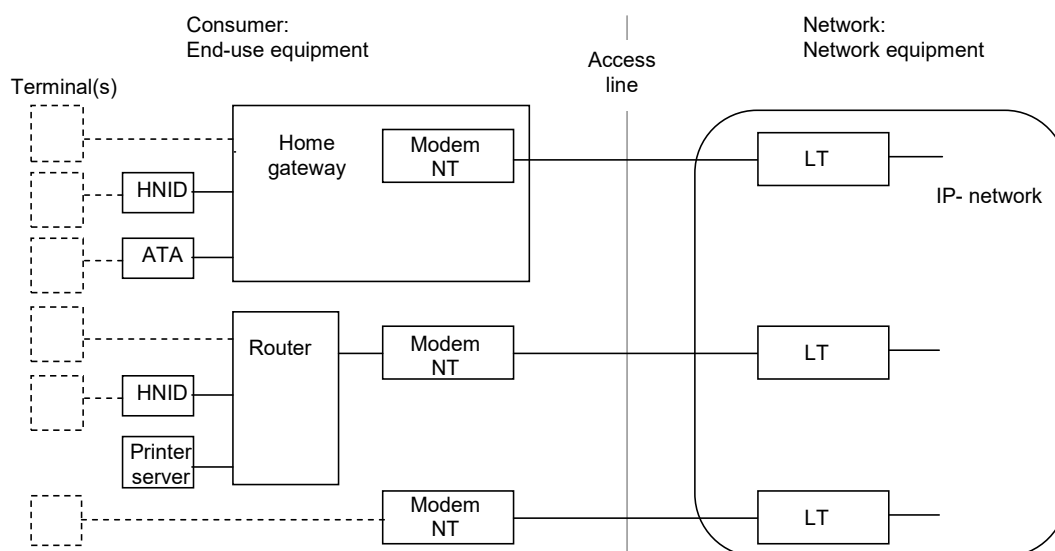 Consumer:
End-use equipment
Network:
Network equipment
Access
line
Terminal(s)
Home
gateway
Modem
NT
LT
HNID
IP- network
ATA
Router
Modem
NT
LT
HNID
Printer
server
Modem
NT
LT